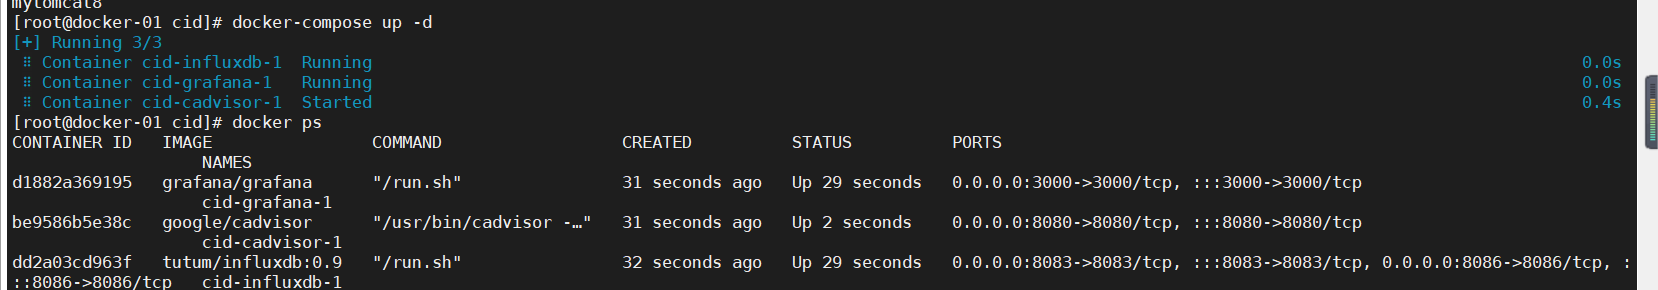 mytomcat8
[root@docker-01 cid]# docker-compose up -d
[+] Running 3/3
⠿ Container cid-influxdb-1  Running 0.0s
⠿ Container cid-grafana-1   Running 0.0s
⠿ Container cid-cadvisor-1  Started 0.4s
[root@docker-01 cid]# docker ps
CONTAINER ID   IMAGE                COMMAND                  CREATED          STATUS          PORTS
NAMES
d1882a369195   grafana/grafana      "/run.sh"                31 seconds ago   Up 29 seconds   0.0.0.0:3000->3000/tcp, :::3000->3000/tcp
cid-grafana-1
be9586b5e38c   google/cadvisor      "/usr/bin/cadvisor -…"   31 seconds ago   Up 2 seconds    0.0.0.0:8080->8080/tcp, :::8080->8080/tcp
cid-cadvisor-1
dd2a03cd963f   tutum/influxdb:0.9   "/run.sh"                32 seconds ago   Up 29 seconds   0.0.0.0:8083->8083/tcp, :::8083->8083/tcp, 0.0.0.0:8086->8086/tcp, :
::8086->8086/tcp   cid-influxdb-1